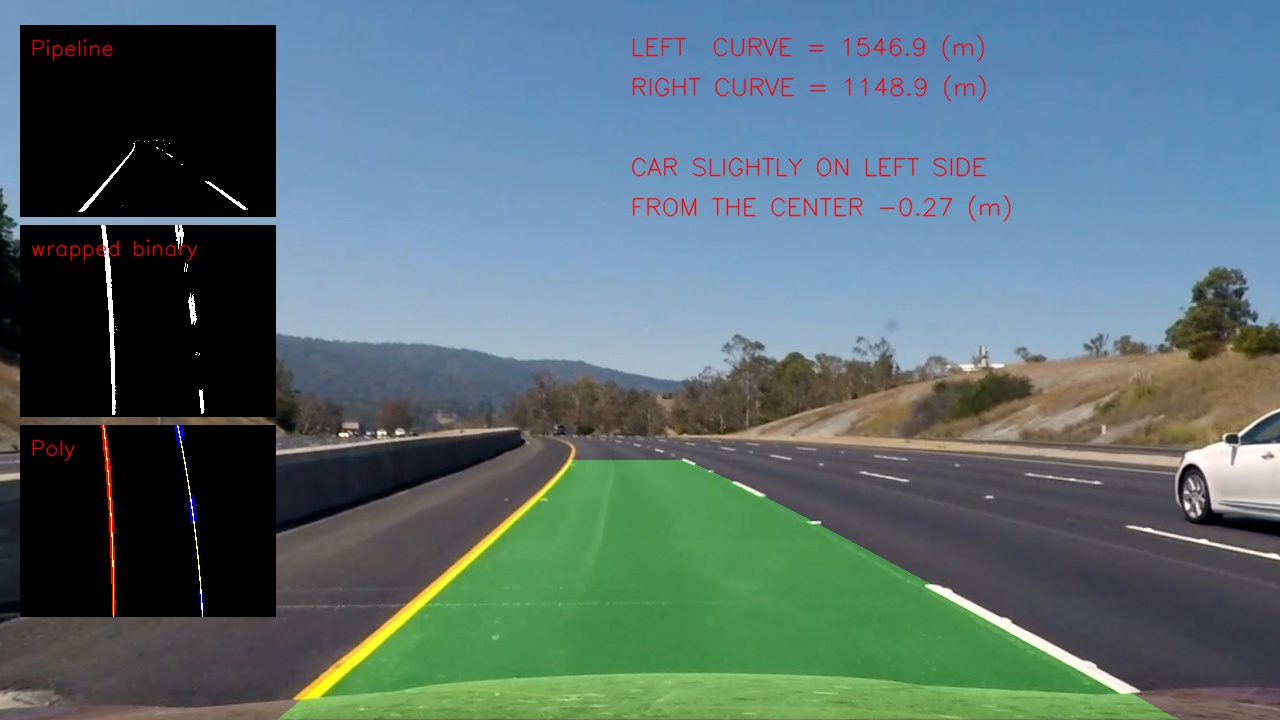 Pipeline
wrapped binary
Poly
LEFT CURVE = 1546.9 (m)
RIGHT CURVE = 1148.9 (m)
CAR SLIGHTLY ON LEFT SIDE
FROM THE CENTER -0.27 (m)